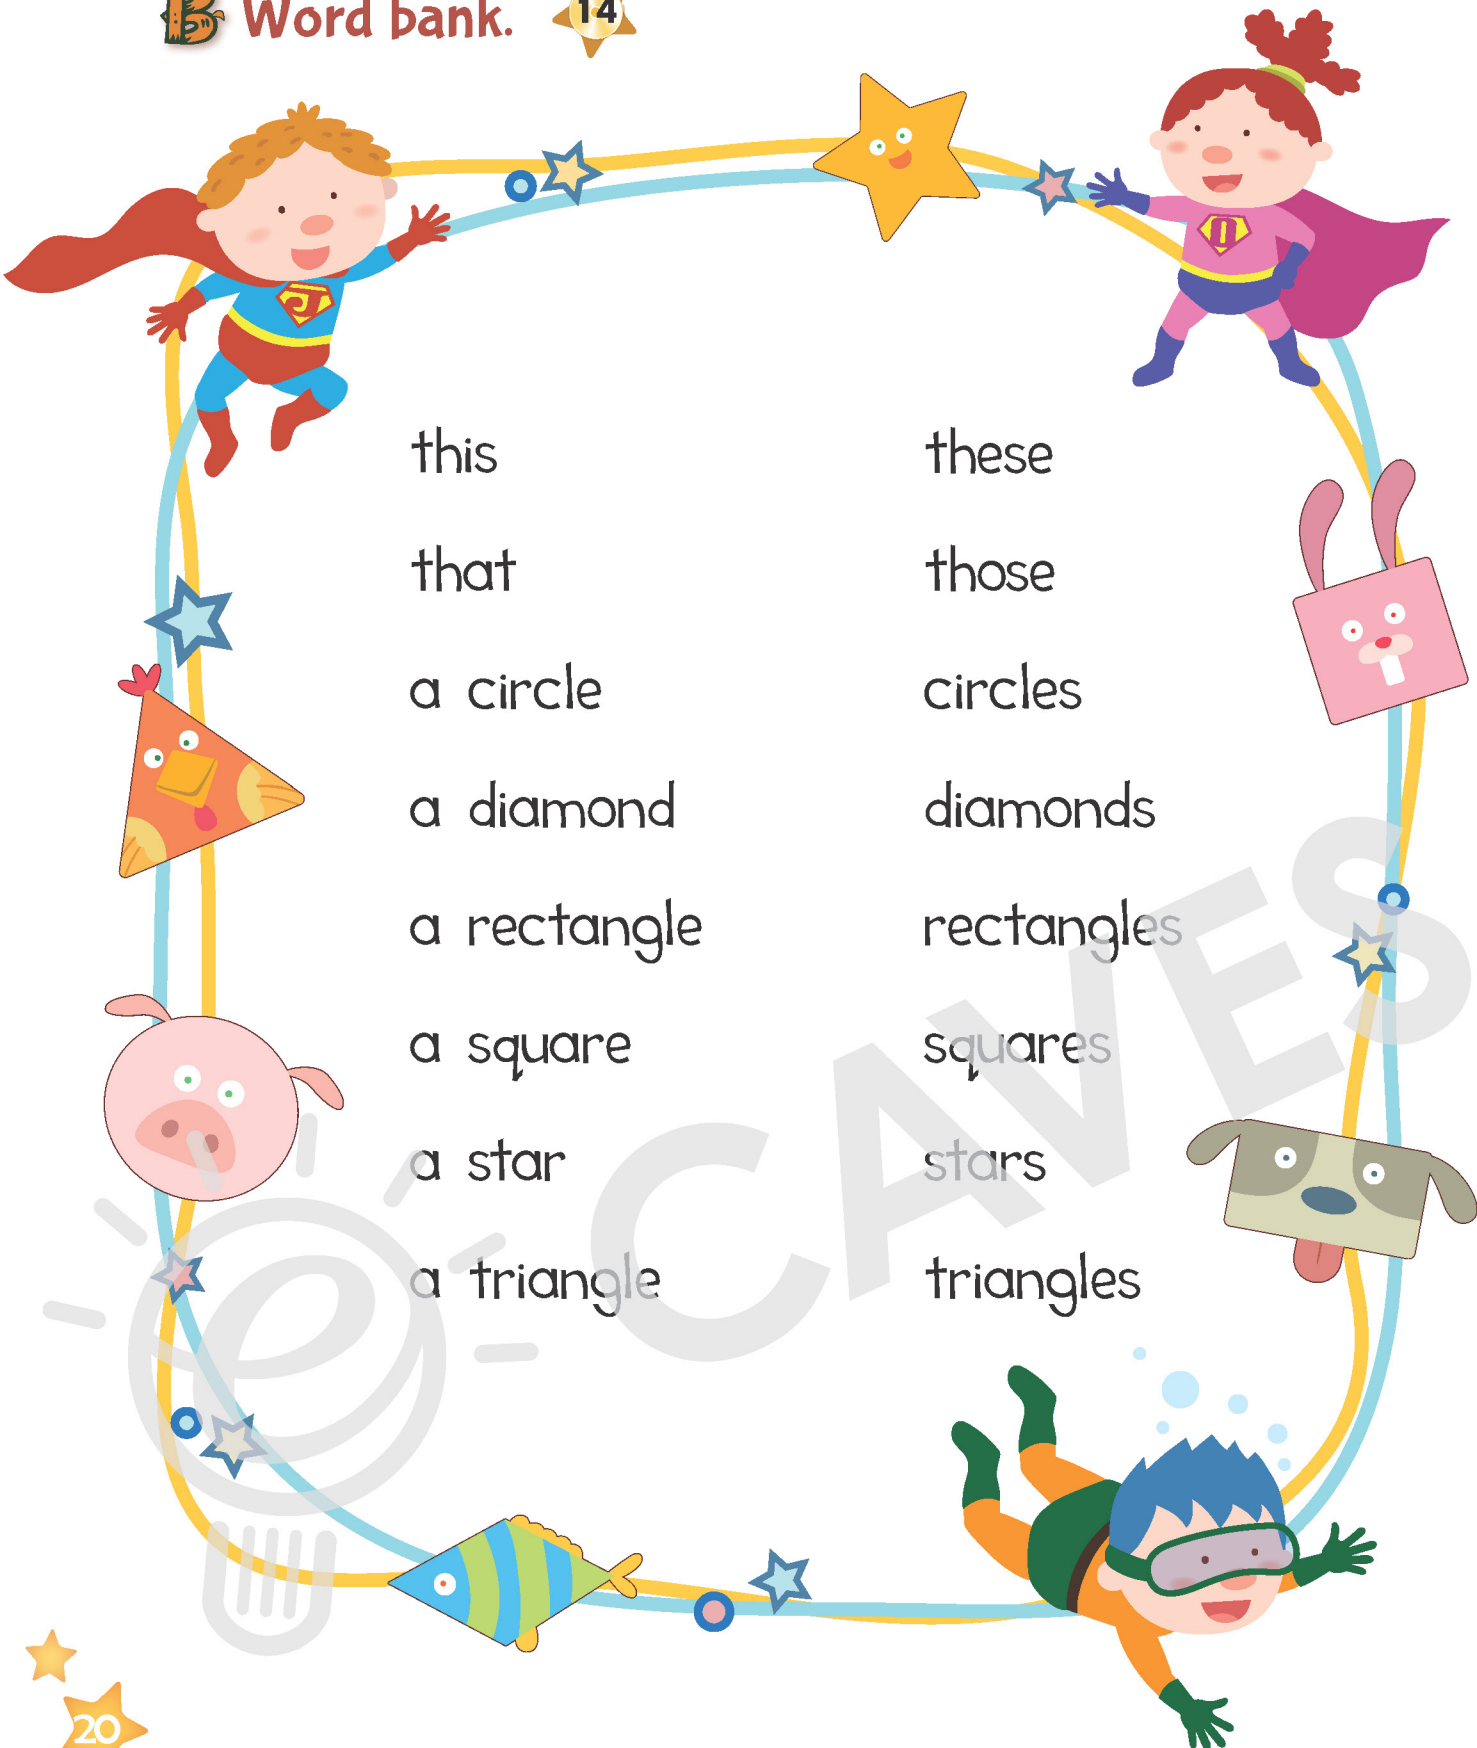 B Word bank. 14
J
A
this these
that those
a circle circles
a diamond diamonds
a rectangle rectangles
a square squares
a star stars
a triangle triangles
e CAVES
20